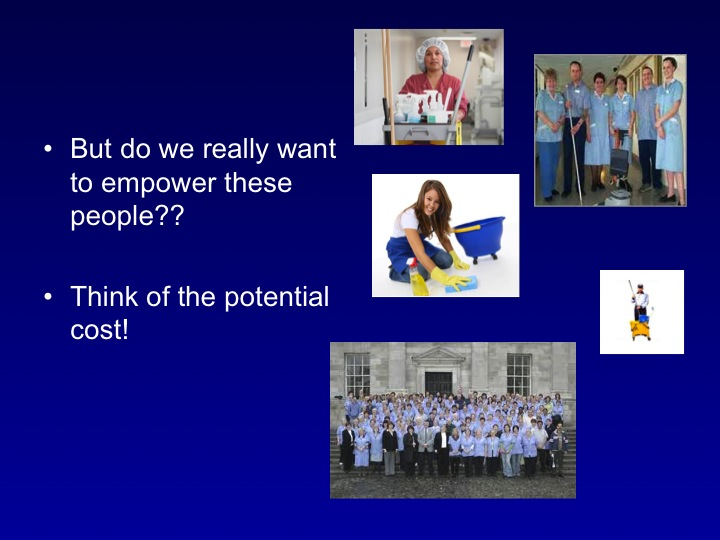 • But do we really want
to empower these
people??
• Think of the potential
cost!